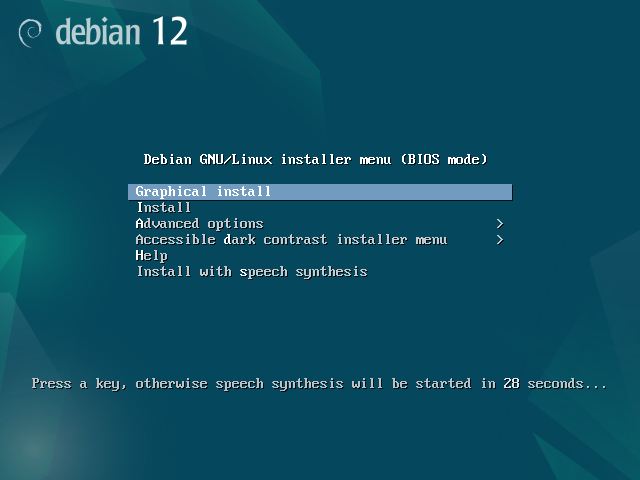 debian 12
Debian GNU/Linux installer menu (BIOS mode)
Graphical install
Install
Advanced options >
Accessible dark contrast installer menu >
Help
Install with speech synthesis
Press a key, otherwise speech synthesis will be started in 28 seconds...